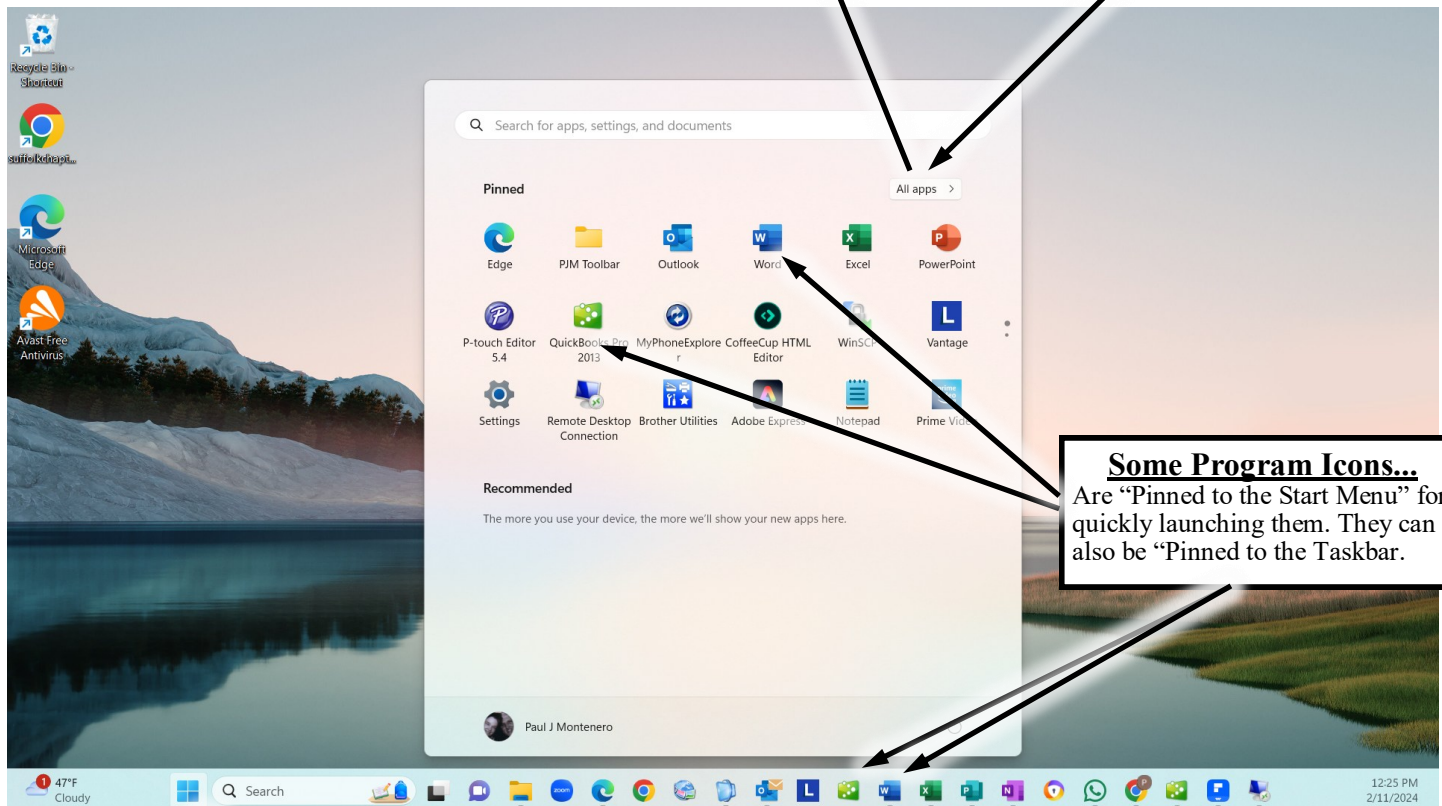 Recycle Bin -
Shortcut
suffolkchapt...
Microsoft
Edge
Avast Free
Antivirus
Search for apps, settings, and documents
Pinned
All apps >
Edge
PJM Toolbar
Outlook
Word
Excel
PowerPoint
P-touch Editor
5.4
QuickBooks Pro
2013
MyPhoneExplore
r
CoffeeCup HTML
Editor
WinSCP
Vantage
Settings
Remote Desktop
Connection
Brother Utilities
Adobe Express
Notepad
Prime Video
Recommended
The more you use your device, the more we'll show your new apps here.
Some Program Icons...
Are “Pinned to the Start Menu” for
quickly launching them. They can
also be “Pinned to the Taskbar.
Paul J Montenero
1
47°F
Cloudy
Search
zoom
12:25 PM
2/11/2024